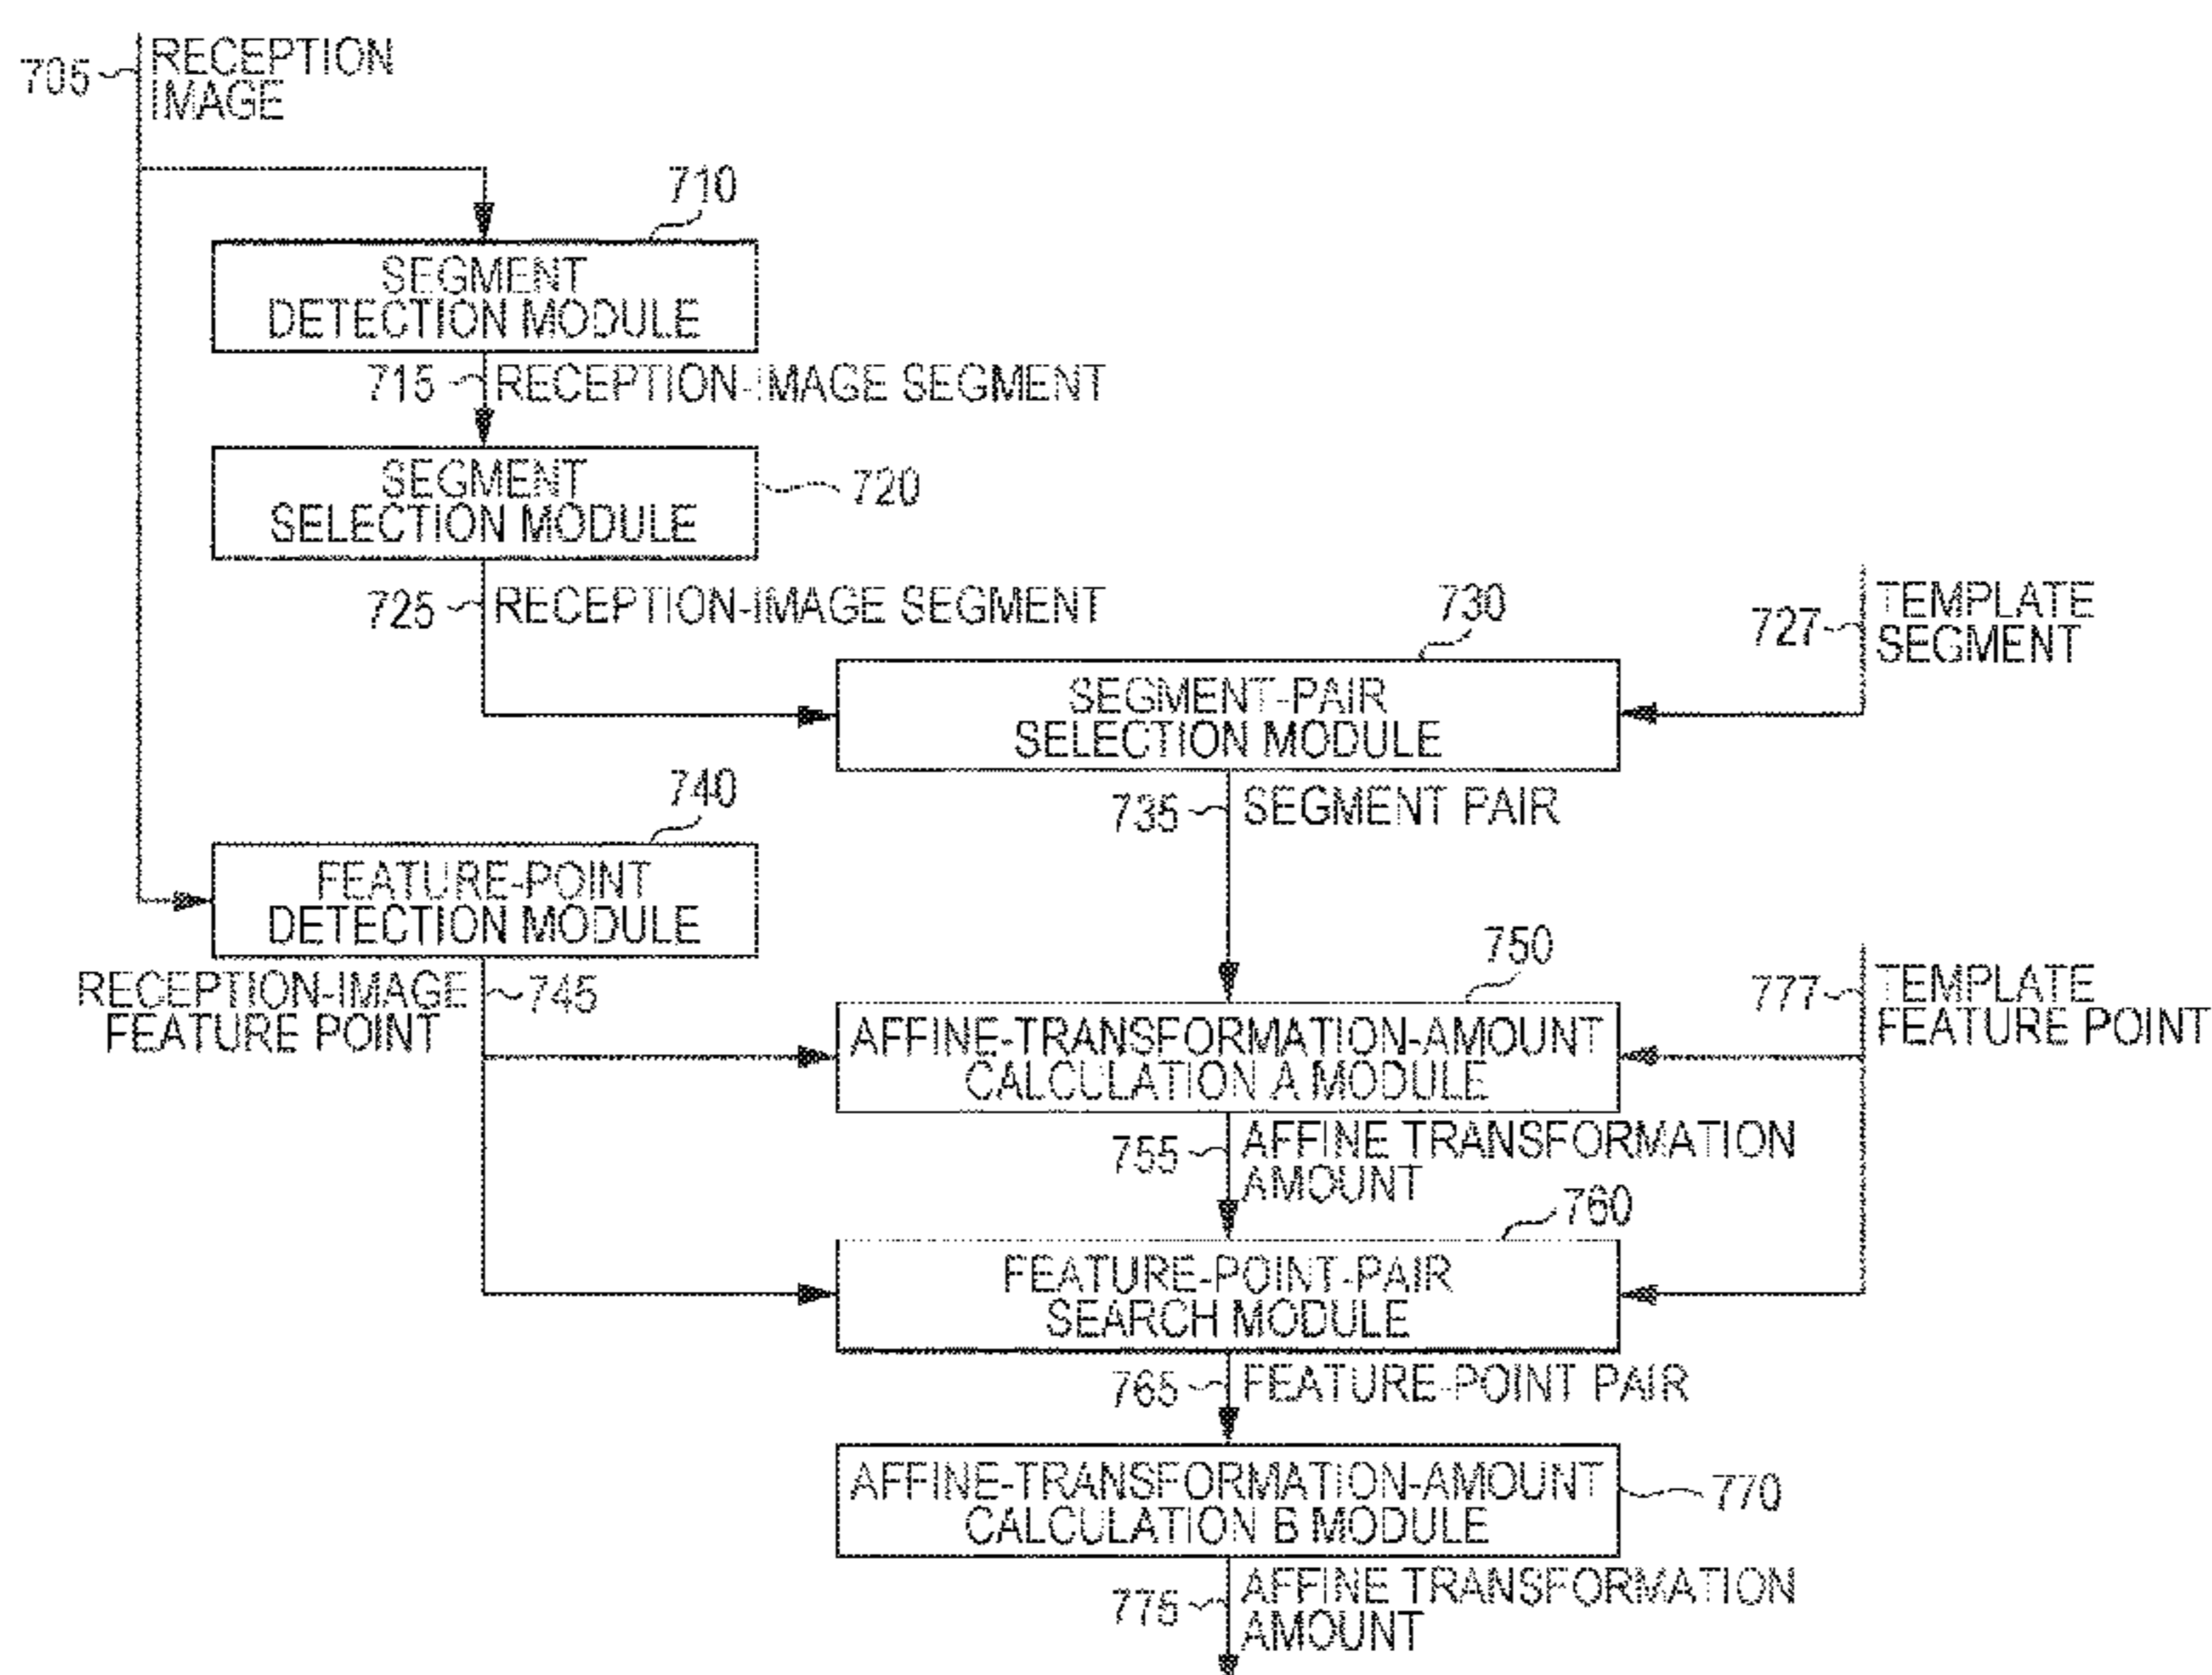 705
RECEPTION
IMAGE
710
SEGMENT
DETECTION MODULE
715
RECEPTION-IMAGE SEGMENT
SEGMENT
SELECTION MODULE
720
725
RECEPTION-IMAGE SEGMENT
730
727
TEMPLATE
SEGMENT
SEGMENT-PAIR
SELECTION MODULE
740
735
SEGMENT PAIR
FEATURE-POINT
DETECTION MODULE
RECEPTION-IMAGE
FEATURE POINT
745
750
777
TEMPLATE
FEATURE POINT
AFFINE-TRANSFORMATION-AMOUNT
CALCULATION A MODULE
755
AFFINE TRANSFORMATION
AMOUNT
760
FEATURE-POINT-PAIR
SEARCH MODULE
765
FEATURE-POINT PAIR
AFFINE-TRANSFORMATION-AMOUNT
CALCULATION B MODULE
770
775
AFFINE TRANSFORMATION
AMOUNT